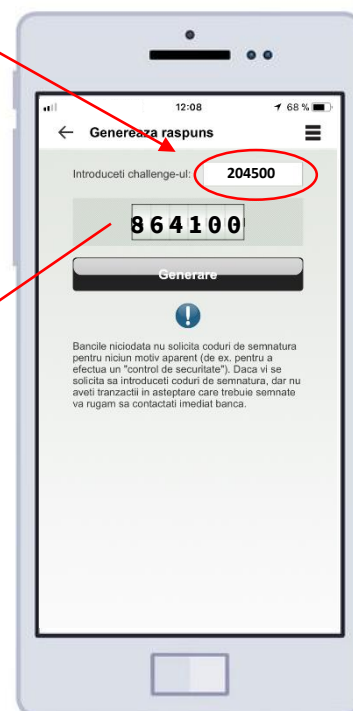 12:08
68 %
Genereaza raspuns
Introduceti challenge-ul:
204500
864100
Generare
Bancile niciodata nu solicita coduri de semnatura
pentru niciun motiv aparent (de ex. pentru a
efectua un "control de securitate"). Daca vi se
solicita sa introduceti coduri de semnatura, dar nu
aveti tranzactii in asteptare care trebuie semnate
va rugam sa contactati imediat banca.